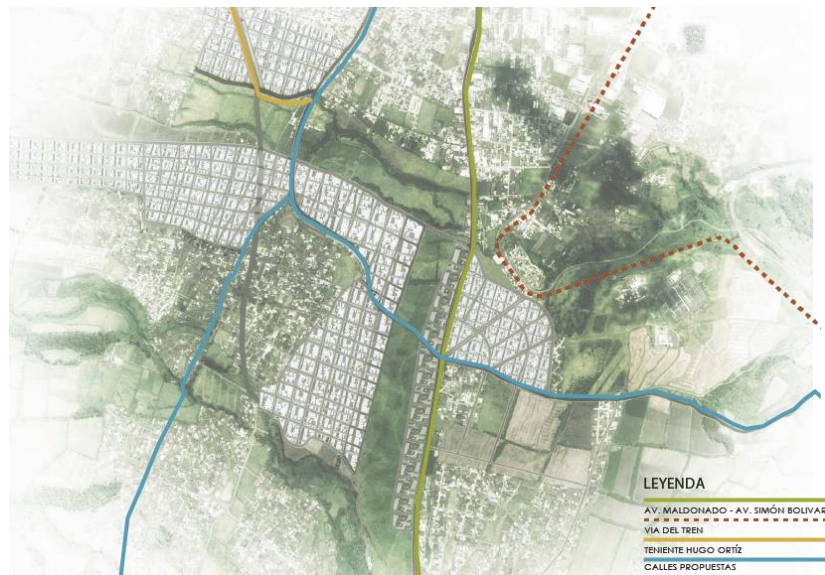 LEYENDA
AV. MALDONADO - AV. SIMÓN BOLIVAR
VIA DEL TREN
TENIENTE HUGO ORTÍZ
CALLES PROPUESTAS